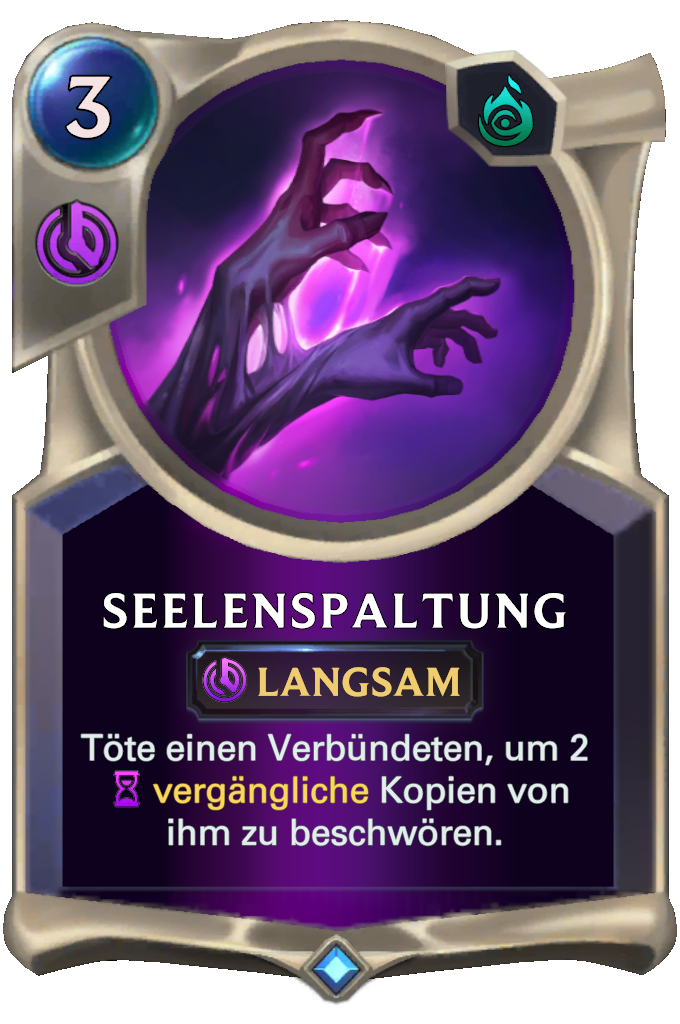 3
SEELENSPALTUNG
LANGSAM
Töte einen Verbündeten, um 2
vergängliche Kopien von
ihm zu beschwören.